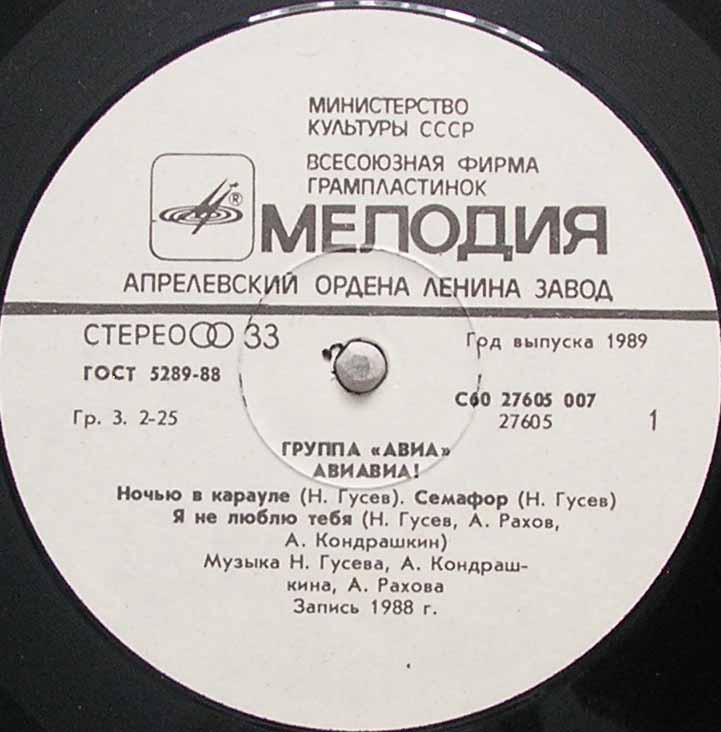 МИНИСТЕРСТВО
КУЛЬТУРЫ СССР
ВСЕСОЮЗНАЯ ФИРМА
ГРАМПЛАСТИНОК
®
МЕЛОДИЯ
АПРЕЛЕВСКИЙ ОРДЕНА ЛЕНИНА ЗАВОД
СТЕРЕО 33
Год выпуска 1989
ГОСТ 5289-88
С60 27605 007
Гр. 3. 2-25
27605
1
ГРУППА «АВИА»
АВИАВИА!
Ночью в карауле (Н. Гусев). Семафор (Н. Гусев)
Я не люблю тебя (Н. Гусев, А. Рахов,
А. Кондрашкин)
Музыка Н. Гусева, А. Кондраш-
кина, А. Рахова
Запись 1988 г.